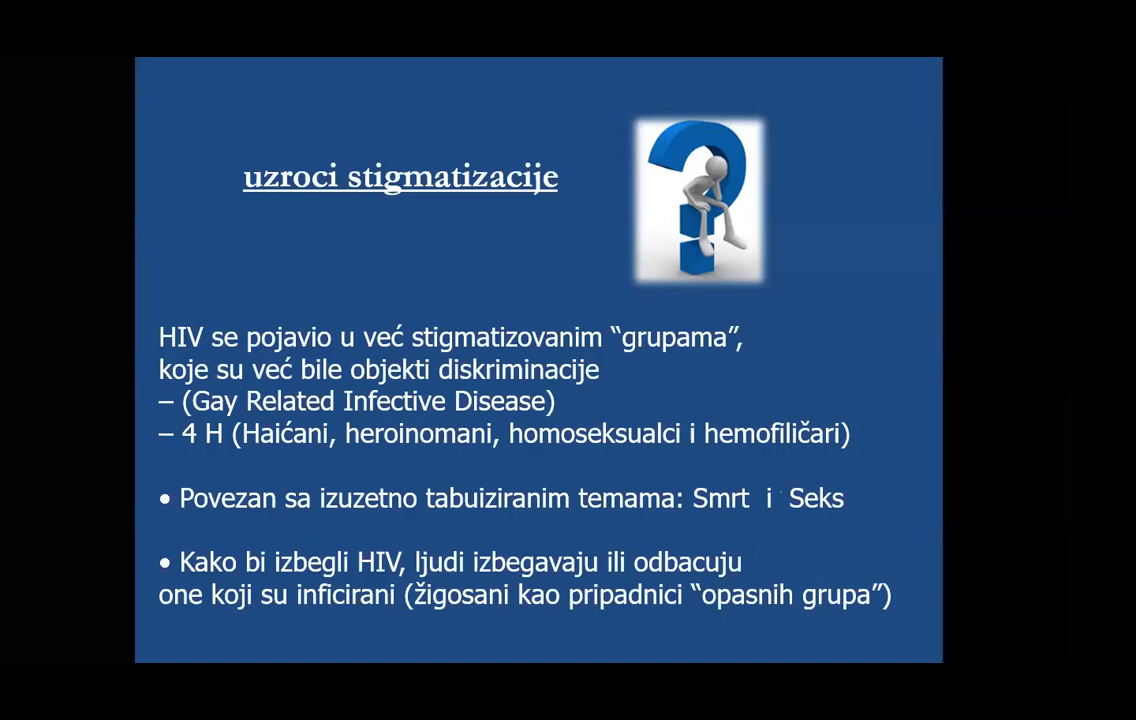 uzroci stigmatizacije
HIV se pojavio u već stigmatizovanim “grupama”,
koje su već bile objekti diskriminacije
– (Gay Related Infective Disease)
– 4 H (Haićani, heroinomani, homoseksualci i hemofiličari)
• Povezan sa izuzetno tabuiziranim temama: Smrt i Seks
• Kako bi izbegli HIV, ljudi izbegavaju ili odbacuju
one koji su inficirani (žigosani kao pripadnici “opasnih grupa”)